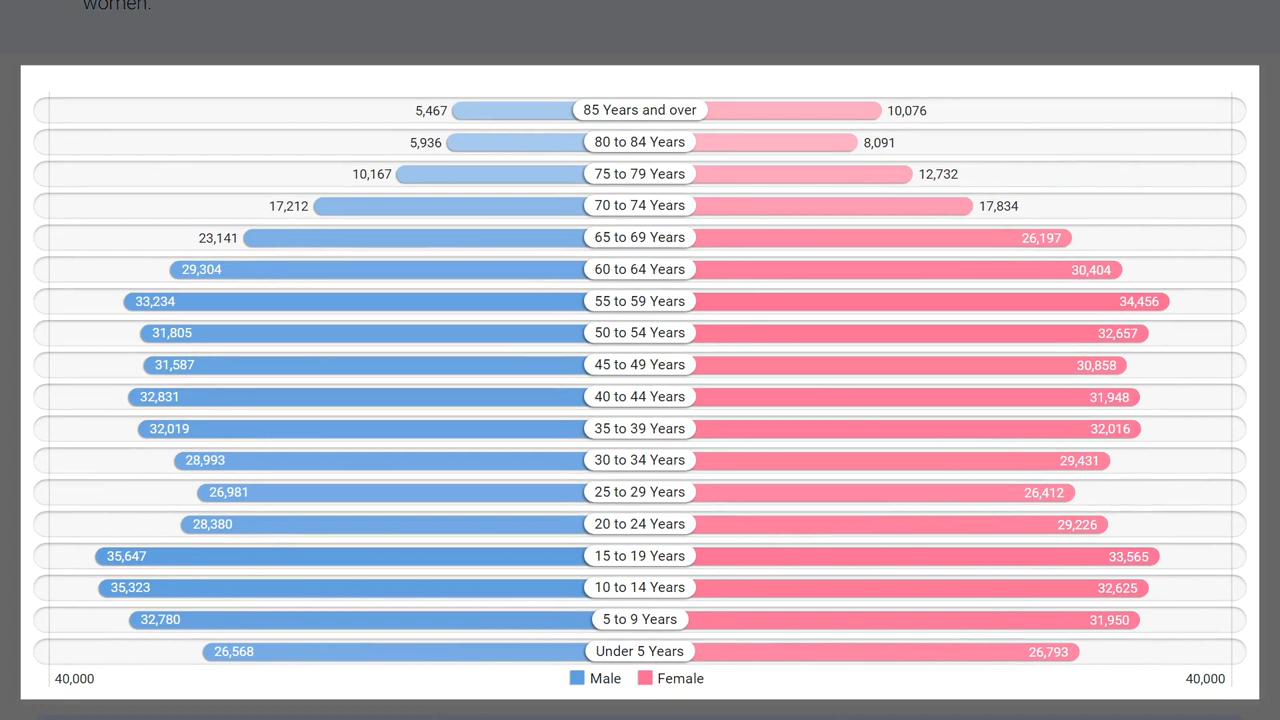 women.
5,467 85 Years and over 10,076
5,936 80 to 84 Years 8,091
10,167 75 to 79 Years 12,732
17,212 70 to 74 Years 17,834
23,141 65 to 69 Years 26,197
29,304 60 to 64 Years 30,404
33,234 55 to 59 Years 34,456
31,805 50 to 54 Years 32,657
31,587 45 to 49 Years 30,858
32,831 40 to 44 Years 31,948
32,019 35 to 39 Years 32,016
28,993 30 to 34 Years 29,431
26,981 25 to 29 Years 26,412
28,380 20 to 24 Years 29,226
35,647 15 to 19 Years 33,565
35,323 10 to 14 Years 32,625
32,780 5 to 9 Years 31,950
26,568 Under 5 Years 26,793
40,000 Male Female 40,000